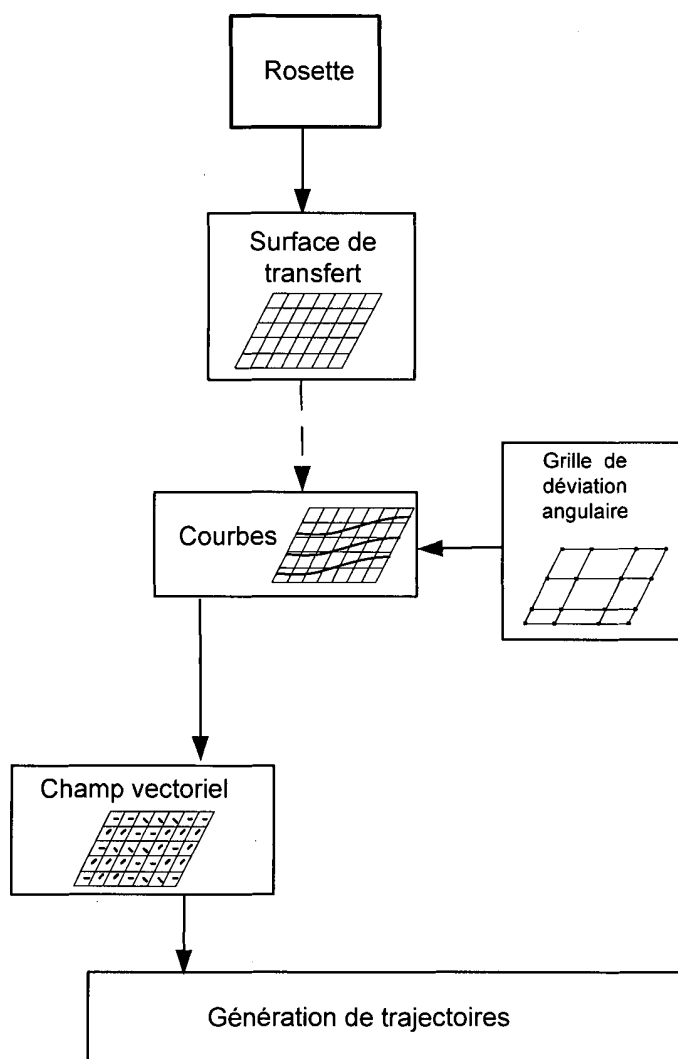 Rosette
Surface de
transfert
Grille de
déviation
angulaire
Courbes
Champ vectoriel
Génération de trajectoires